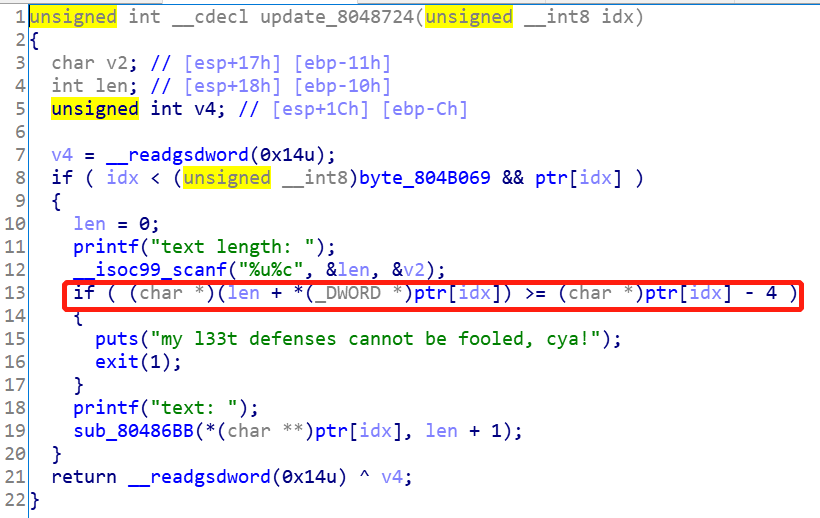 1 unsigned int __cdecl update_8048724(unsigned __int8 idx)
2 {
3 char v2; // [esp+17h] [ebp-11h]
4 int len; // [esp+18h] [ebp-10h]
5 unsigned int v4; // [esp+1Ch] [ebp-Ch]
6
7 v4 = __readgsdword(0x14u);
8 if ( idx < (unsigned __int8)byte_804B069 && ptr[idx] )
9 {
10 len = 0;
11 printf("text length: ");
12 __isoc99_scanf("%u%c", &len, &v2);
13 if ( (char *)(len + *(_DWORD *)ptr[idx]) >= (char *)ptr[idx] - 4 )
14 {
15 puts("my l33t defenses cannot be fooled, cya!");
16 exit(1);
17 }
18 printf("text: ");
19 sub_80486BB(*(char **)ptr[idx], len + 1);
20 }
21 return __readgsdword(0x14u) ^ v4;
22 }